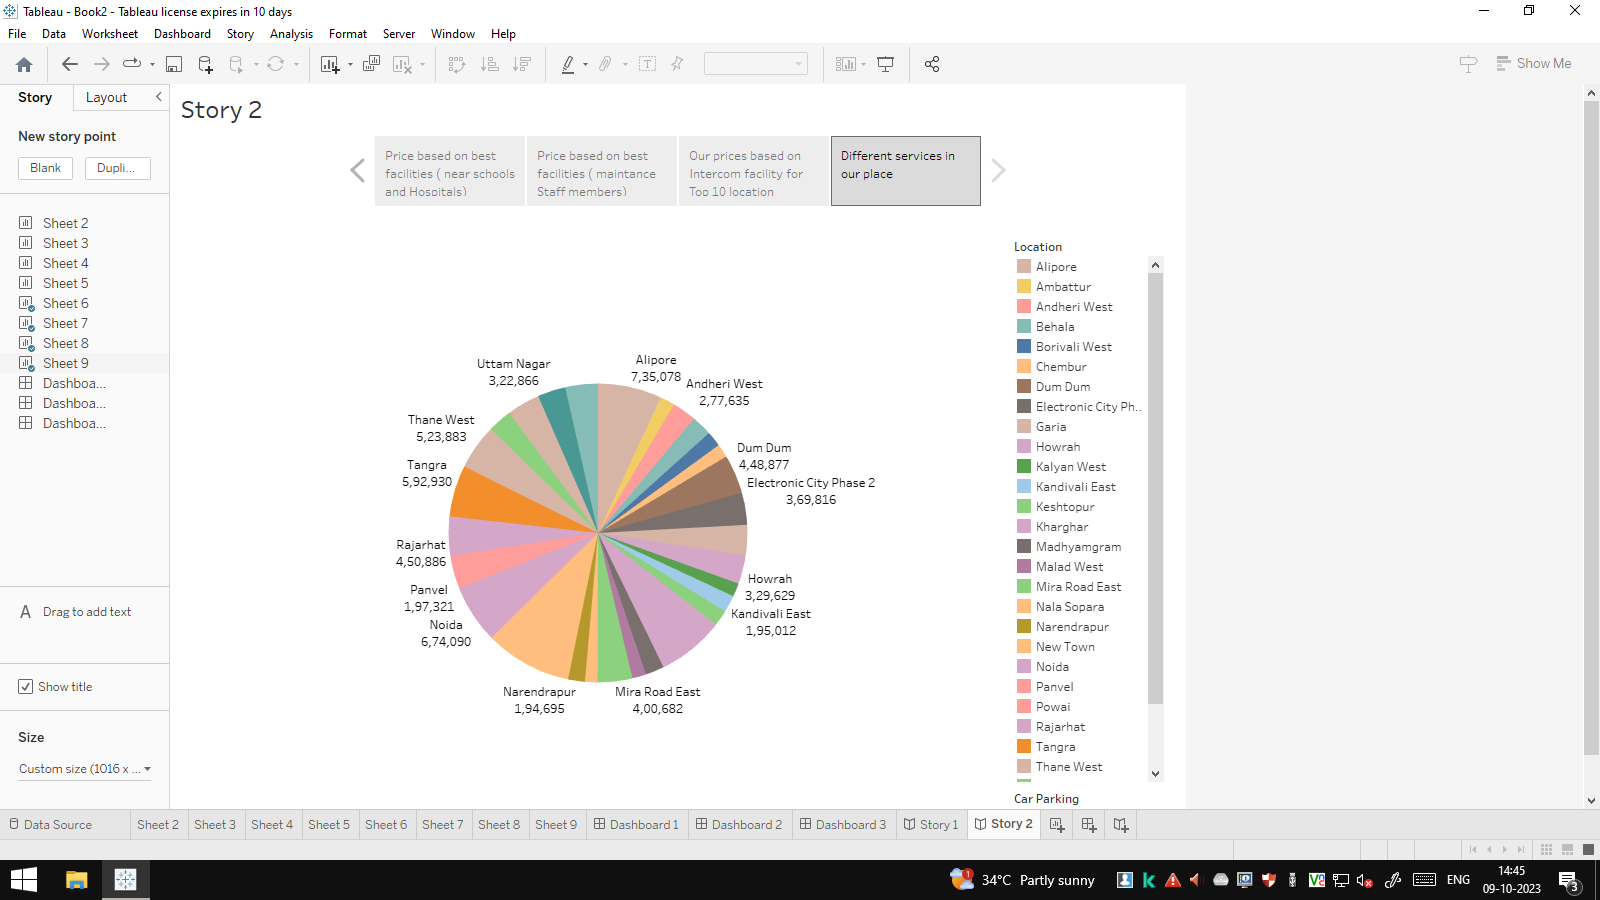 Tableau - Book2 - Tableau license expires in 10 days
File Data Worksheet Dashboard Story Analysis Format Server Window Help
Show Me
Story Layout
New story point
Blank Dupli...
Sheet 2
Sheet 3
Sheet 4
Sheet 5
Sheet 6
Sheet 7
Sheet 8
Sheet 9
Dashboa...
Dashboa...
Dashboa...
A Drag to add text
Show title
Size
Custom size (1016 x ...
Story 2
Price based on best
facilities ( near schools
and Hospitals)
Price based on best
facilities ( maintance
Staff members)
Our prices based on
Intercom facility for
Top 10 location
Different services in
our place
Uttam Nagar
3,22,866
Alipore
7,35,078
Andheri West
2,77,635
Thane West
5,23,883
Dum Dum
4,48,877
Tangra
5,92,930
Electronic City Phase 2
3,69,816
Rajarhat
4,50,886
Howrah
3,29,629
Panvel
1,97,321
Kandivali East
1,95,012
Noida
6,74,090
Narendrapur
1,94,695
Mira Road East
4,00,682
Location
Alipore
Ambattur
Andheri West
Behala
Borivali West
Chembur
Dum Dum
Electronic City Ph..
Garia
Howrah
Kalyan West
Kandivali East
Keshtopur
Kharghar
Madhyamgram
Malad West
Mira Road East
Nala Sopara
Narendrapur
New Town
Noida
Panvel
Powai
Rajarhat
Tangra
Thane West
Car Parking
Data Source Sheet 2 Sheet 3 Sheet 4 Sheet 5 Sheet 6 Sheet 7 Sheet 8 Sheet 9 Dashboard 1 Dashboard 2 Dashboard 3 Story 1 Story 2
1 34°C Partly sunny ENG 14:45
09-10-2023
3